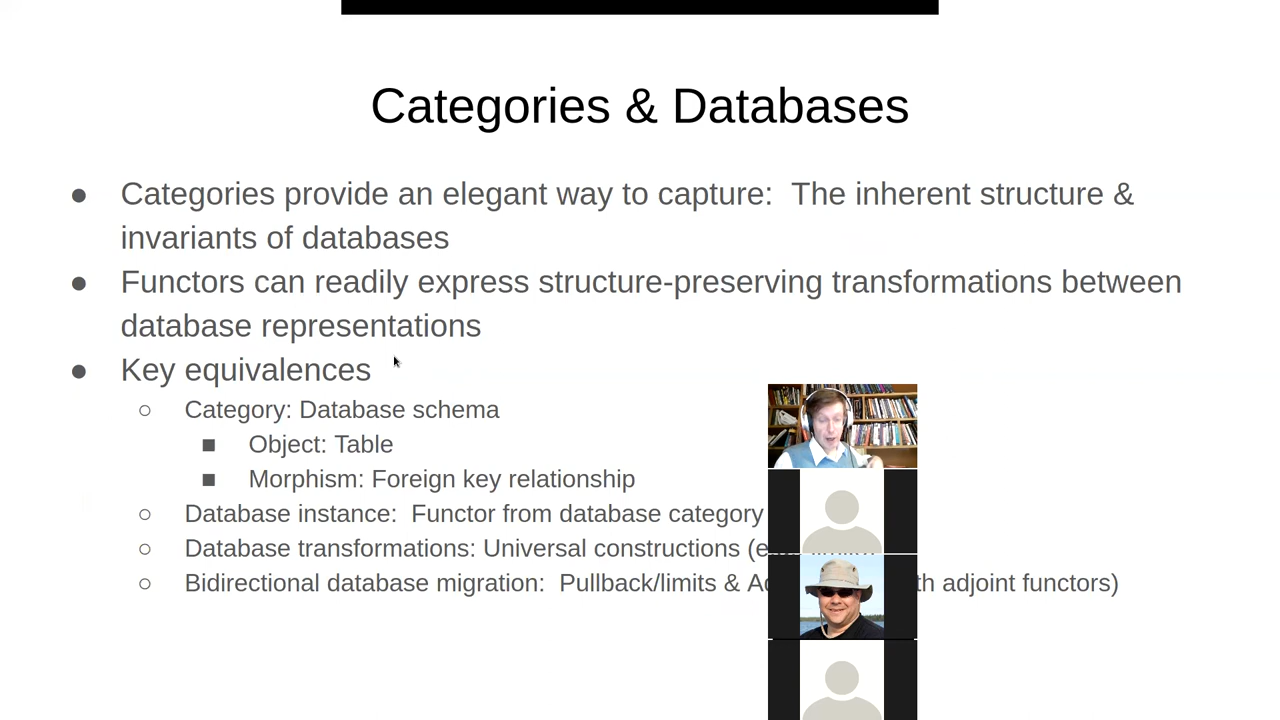 Categories & Databases
● Categories provide an elegant way to capture: The inherent structure &
invariants of databases
● Functors can readily express structure-preserving transformations between
database representations
● Key equivalences
○ Category: Database schema
■ Object: Table
■ Morphism: Foreign key relationship
○ Database instance: Functor from database category
○ Database transformations: Universal constructions
○ Bidirectional database migration: Pullback/limits & adjoint functors)